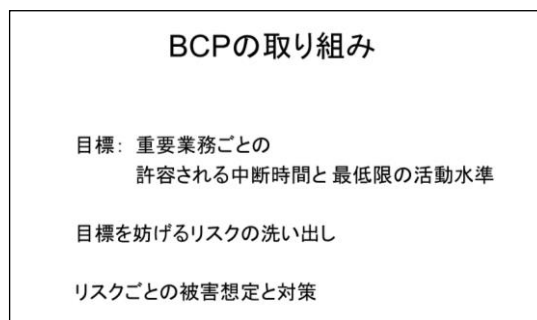 BCPの取り組み
目標： 重要業務ごとの
許容される中断時間と 最低限の活動水準
目標を妨げるリスクの洗い出し
リスクごとの被害想定と対策